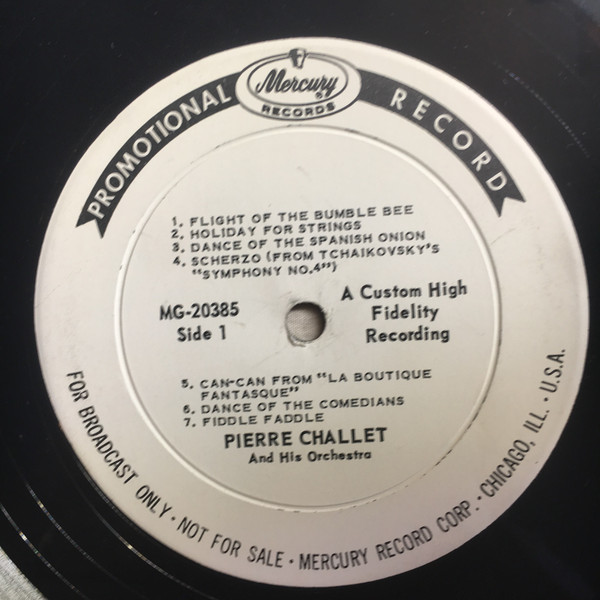 PROMOTIONAL RECORD
Mercury®
RECORDS
1. FLIGHT OF THE BUMBLE BEE
2. HOLIDAY FOR STRINGS
3. DANCE OF THE SPANISH ONION
4. SCHERZO (FROM TCHAIKOVSKY'S
"SYMPHONY NO.4")
MG-20385
Side 1
A Custom High
Fidelity
Recording
5. CAN-CAN FROM "LA BOUTIQUE
FANTASQUE"
6. DANCE OF THE COMEDIANS
7. FIDDLE FADDLE
PIERRE CHALLET
And His Orchestra
FOR BROADCAST ONLY • NOT FOR SALE • MERCURY RECORD CORP. • CHICAGO, ILL. • U.S.A.